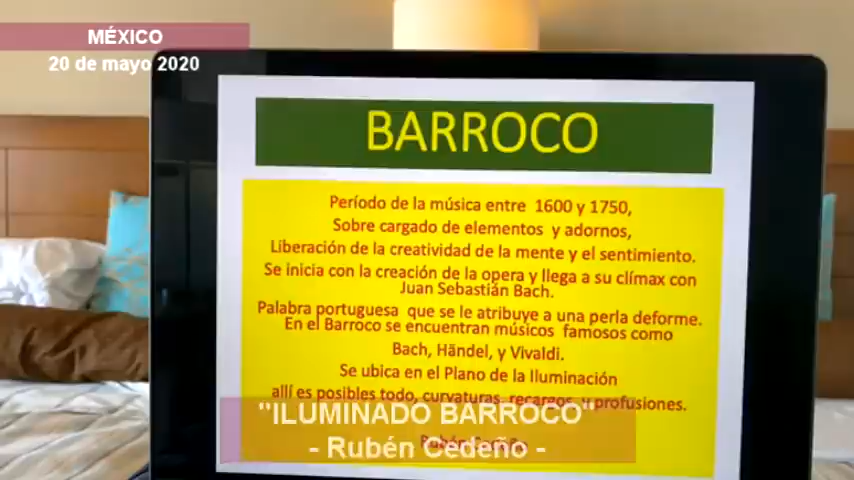 MÉXICO
20 de mayo 2020
BARROCO
Período de la música entre 1600 y 1750,
Sobre cargado de elementos y adornos,
Liberación de la creatividad de la mente y el sentimiento.
Se inicia con la creación de la opera y llega a su clímax con
Juan Sebastián Bach.
Palabra portuguesa que se le atribuye a una perla deforme.
En el Barroco se encuentran músicos famosos como
Bach, Händel, y Vivaldi.
Se ubica en el Plano de la Iluminación
allí es posibles todo, curvaturas, recargos, y profusiones.
"ILUMINADO BARROCO"
- Rubén Cedeño -
Rubén Cedeño